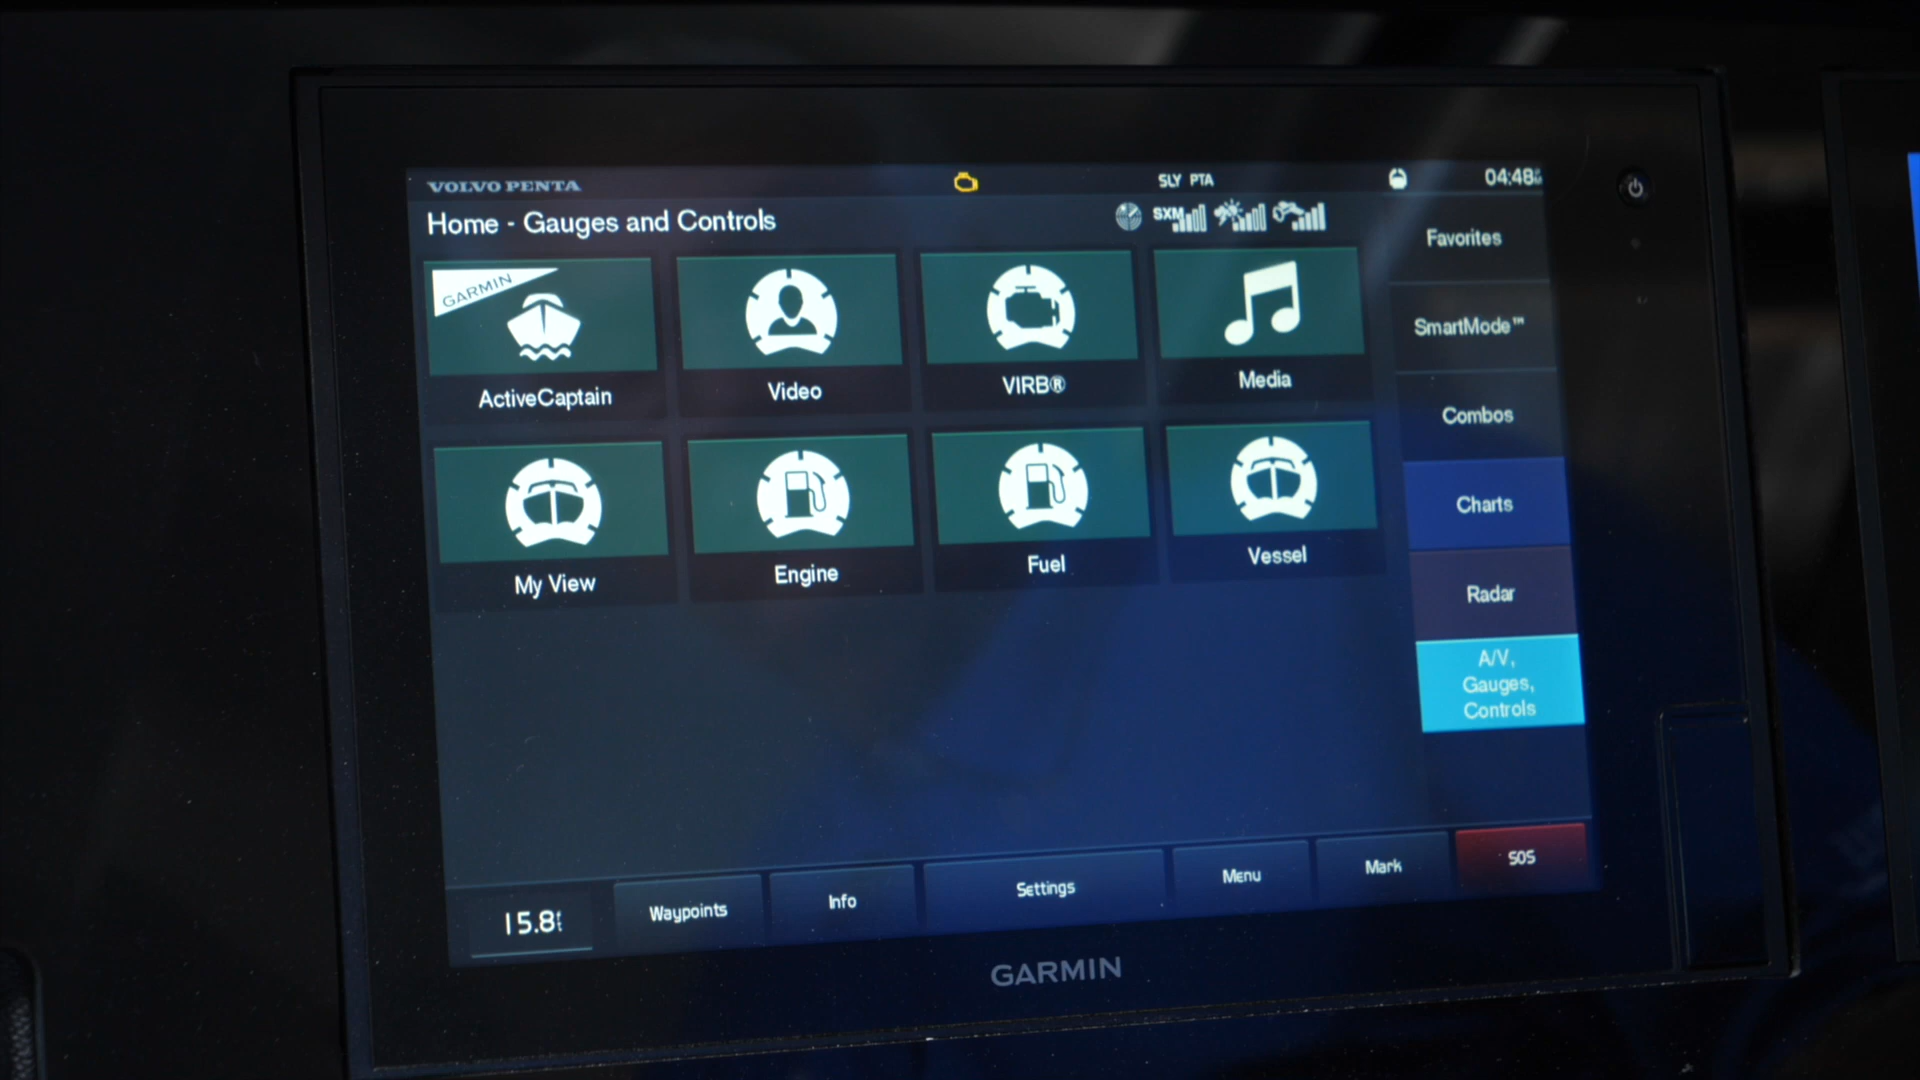 VOLVO PENTA
SLY PTA
04:48
Home - Gauges and Controls
SXM
GARMIN
ActiveCaptain
Video
VIRB®
Media
My View
Engine
Fuel
Vessel
Favorites
SmartMode™
Combos
Charts
Radar
A/V,
Gauges,
Controls
15.8
Waypoints
Info
Settings
Menu
Mark
SOS
GARMIN